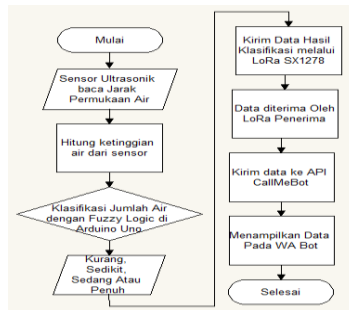 Mulai
Sensor Ultrasonik
baca Jarak
Permukaan Air
Hitung ketinggian
air dari sensor
Klasifikasi Jumlah Air
dengan Fuzzy Logic di
Arduino Uno
Kurang,
Sedikit,
Sedang Atau
Penuh
Kirim Data Hasil
Klasifikasi melalui
LoRa SX1278
Data diterima Oleh
LoRa Penerima
Kirim data ke API
CallMeBot
Menampilkan Data
Pada WA Bot
Selesai